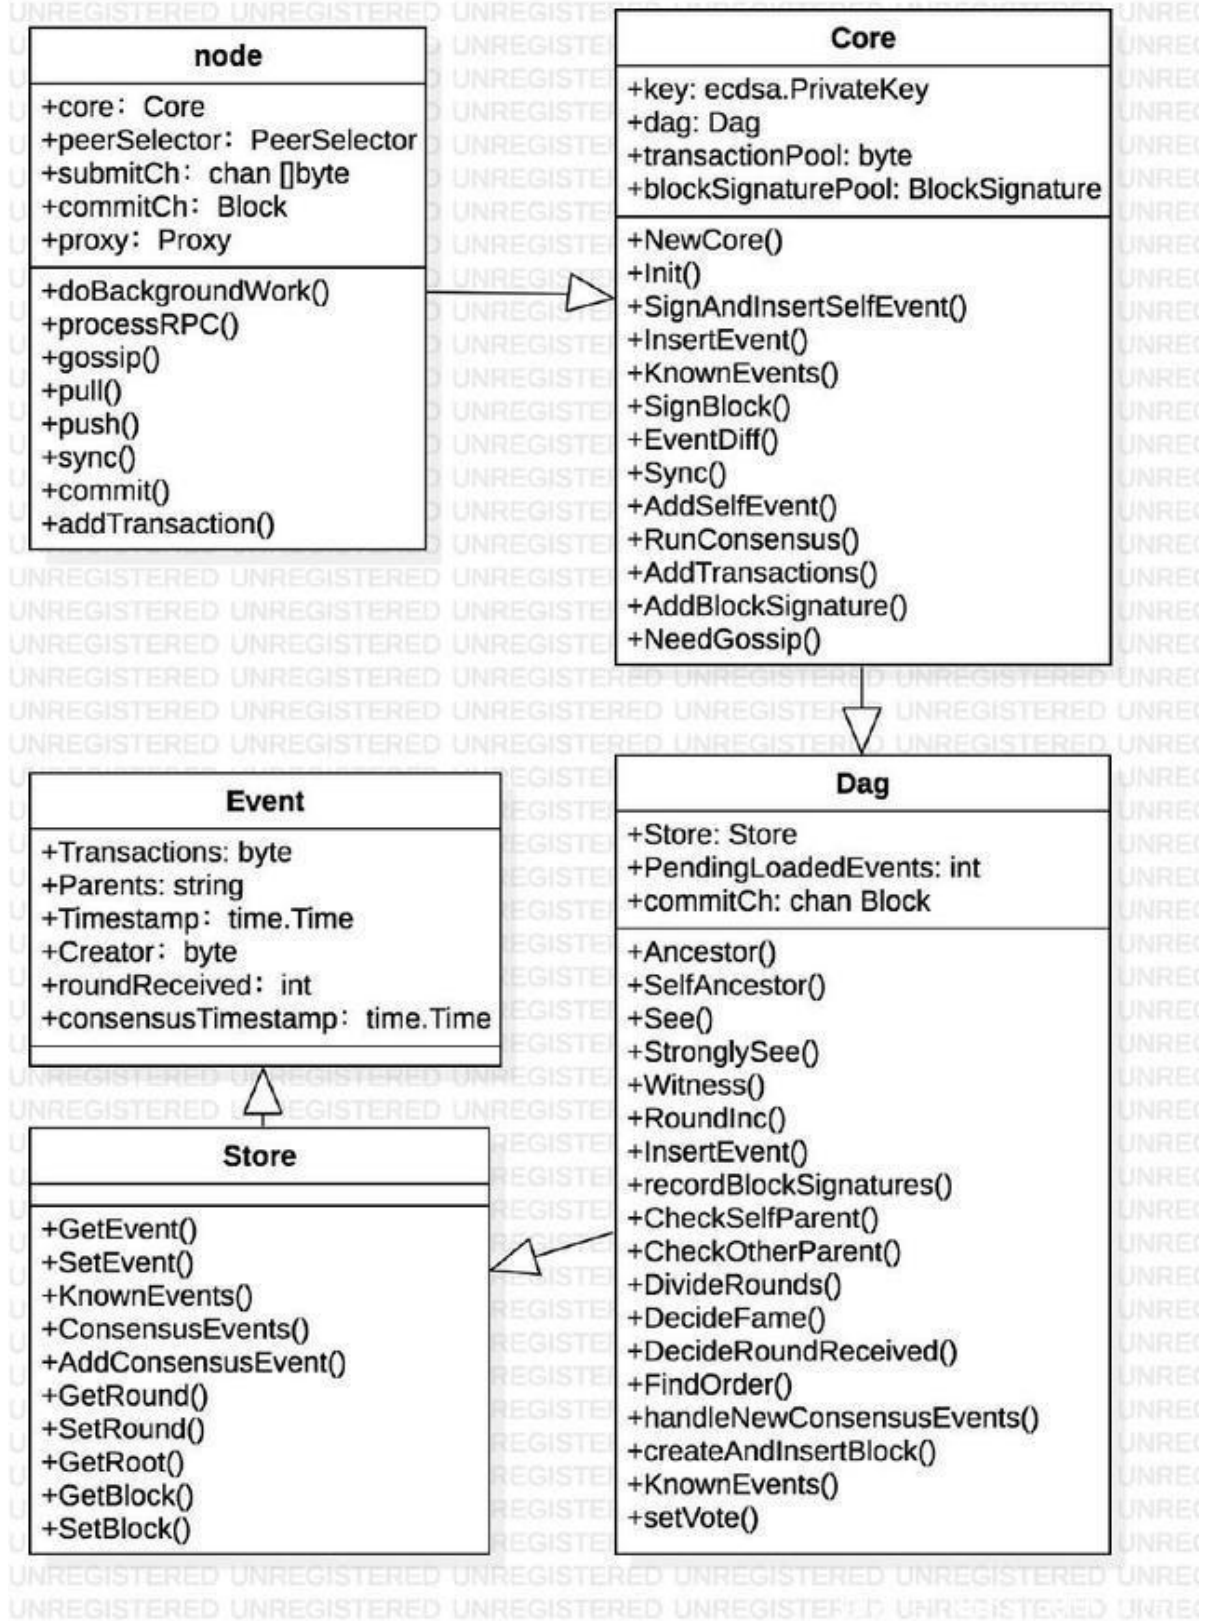 node
+core: Core
+peerSelector: PeerSelector
+submitCh: chan []byte
+commitCh: Block
+proxy: Proxy
+doBackgroundWork()
+processRPC()
+gossip()
+pull()
+push()
+sync()
+commit()
+addTransaction()
Core
+key: ecdsa.PrivateKey
+dag: Dag
+transactionPool: byte
+blockSignaturePool: BlockSignature
+NewCore()
+Init()
+SignAndInsertSelfEvent()
+InsertEvent()
+KnownEvents()
+SignBlock()
+EventDiff()
+Sync()
+AddSelfEvent()
+RunConsensus()
+AddTransactions()
+AddBlockSignature()
+NeedGossip()
Event
+Transactions: byte
+Parents: string
+Timestamp: time.Time
+Creator: byte
+roundReceived: int
+consensusTimestamp: time.Time
Store
+GetEvent()
+SetEvent()
+KnownEvents()
+ConsensusEvents()
+AddConsensusEvent()
+GetRound()
+SetRound()
+GetRoot()
+GetBlock()
+SetBlock()
Dag
+Store: Store
+PendingLoadedEvents: int
+commitCh: chan Block
+Ancestor()
+SelfAncestor()
+See()
+StronglySee()
+Witness()
+RoundInc()
+InsertEvent()
+recordBlockSignatures()
+CheckSelfParent()
+CheckOtherParent()
+DivideRounds()
+DecideFame()
+DecideRoundReceived()
+FindOrder()
+handleNewConsensusEvents()
+createAndInsertBlock()
+KnownEvents()
+setVote()
UNREGISTERED UNREGISTERED UNREGISTERED UNREGISTERED UNREGISTERED